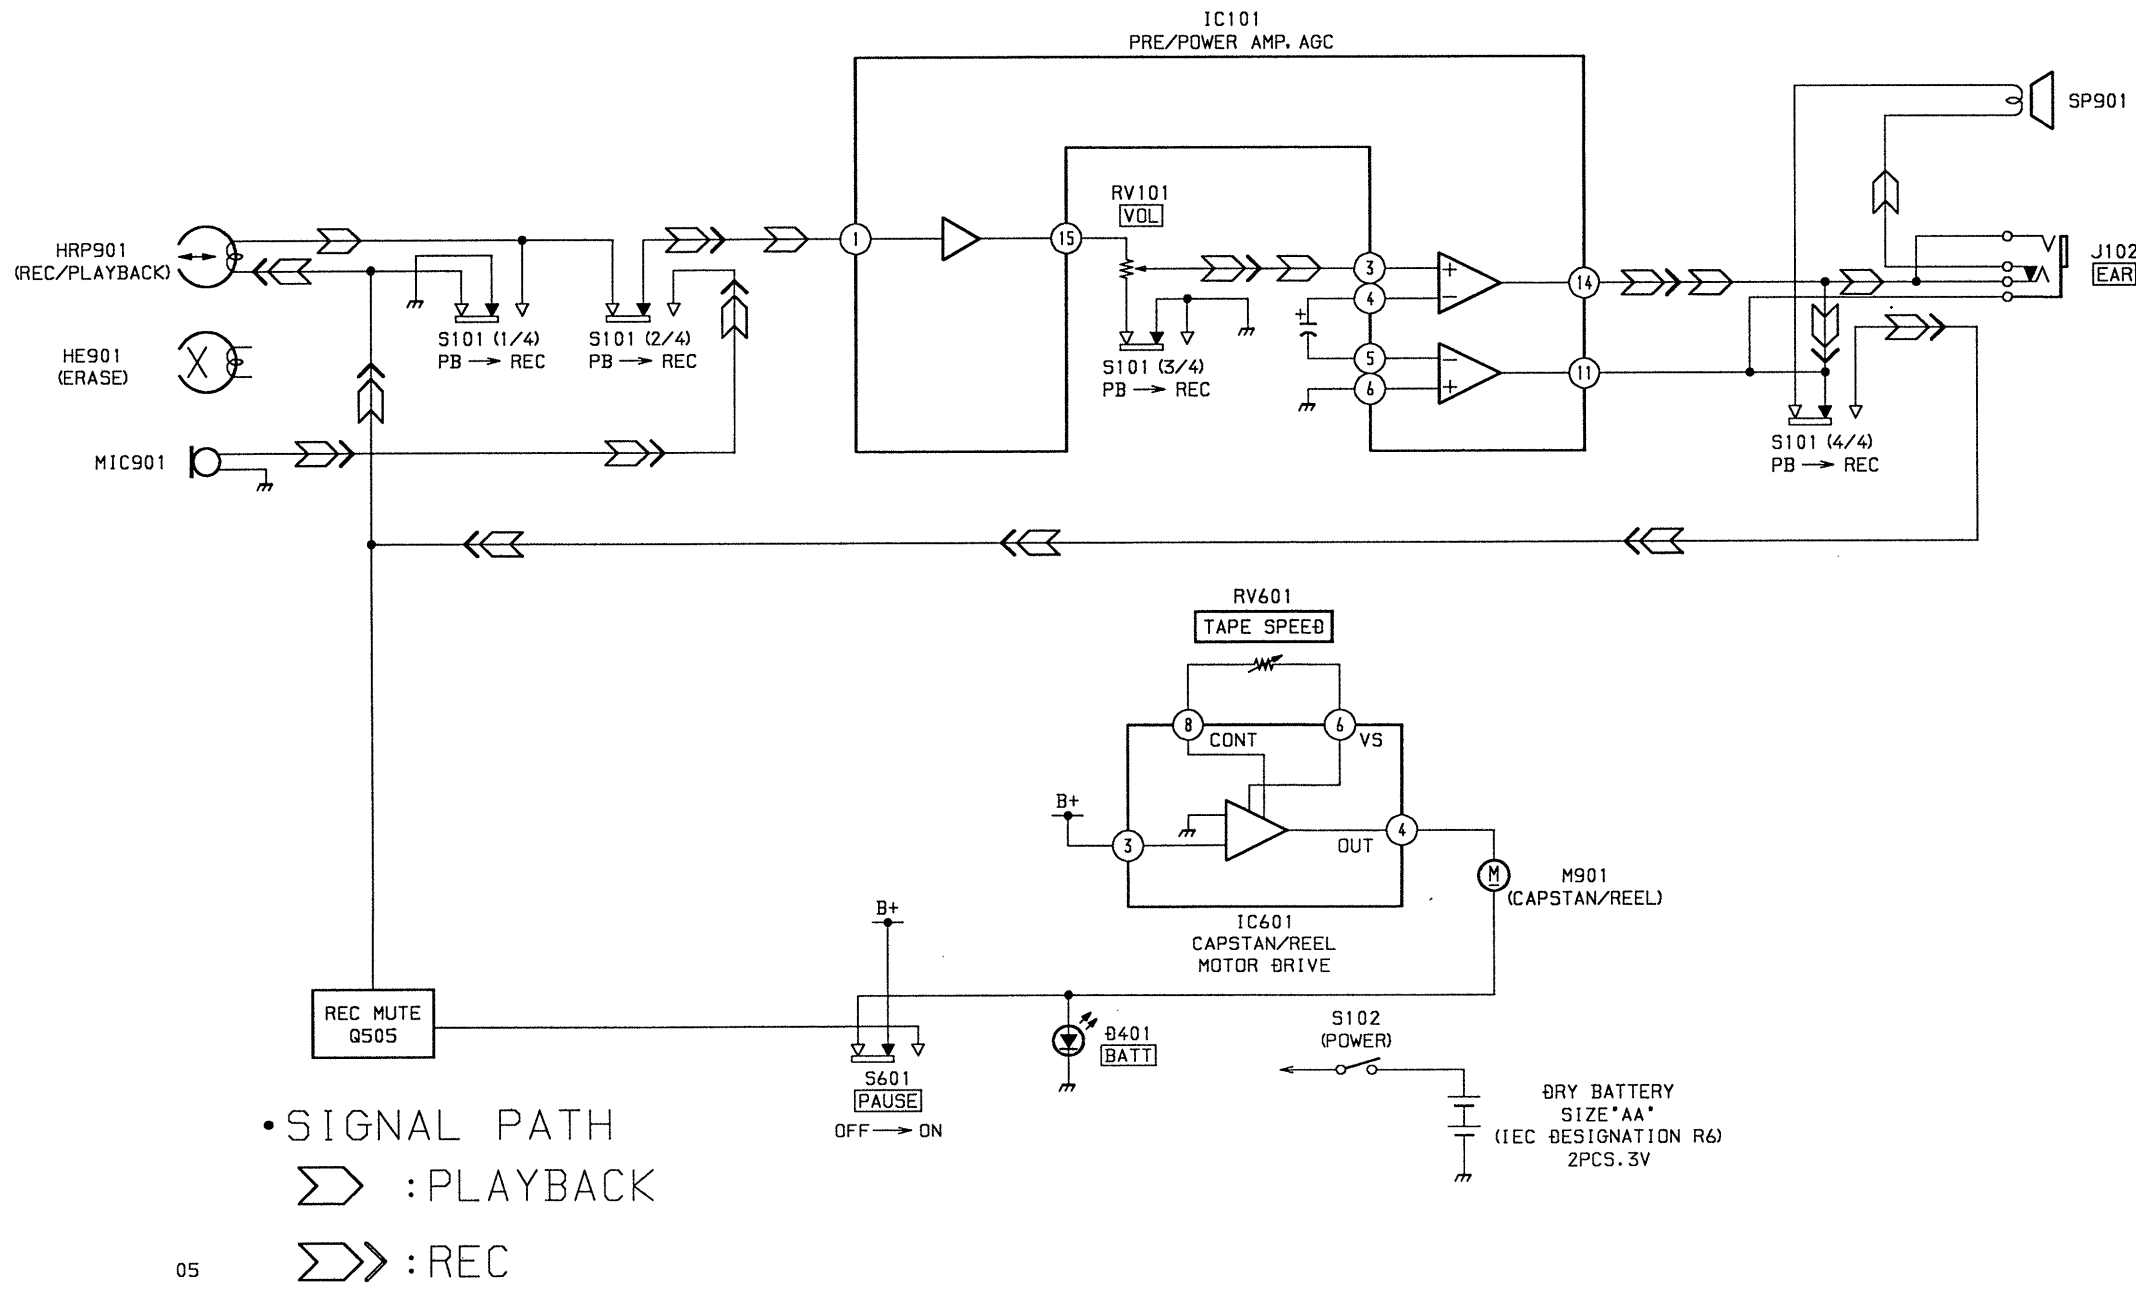 IC101
PRE/POWER AMP. AGC
SP901
RV101
VOL
HRP901
(REC/PLAYBACK)
1
15
3
4
5
6
14
11
J102
EAR
S101 (1/4)
PB → REC
S101 (2/4)
PB → REC
S101 (3/4)
PB → REC
HE901
(ERASE)
MIC901
S101 (4/4)
PB → REC
RV601
TAPE SPEED
8
CONT
6
VS
B+
3
OUT
4
M
M901
(CAPSTAN/REEL)
IC601
CAPSTAN/REEL
MOTOR DRIVE
B+
REC MUTE
Q505
S601
PAUSE
OFF → ON
D401
BATT
S102
(POWER)
DRY BATTERY
SIZE"AA"
(IEC DESIGNATION R6)
2PCS.3V
• SIGNAL PATH
: PLAYBACK
: REC
05